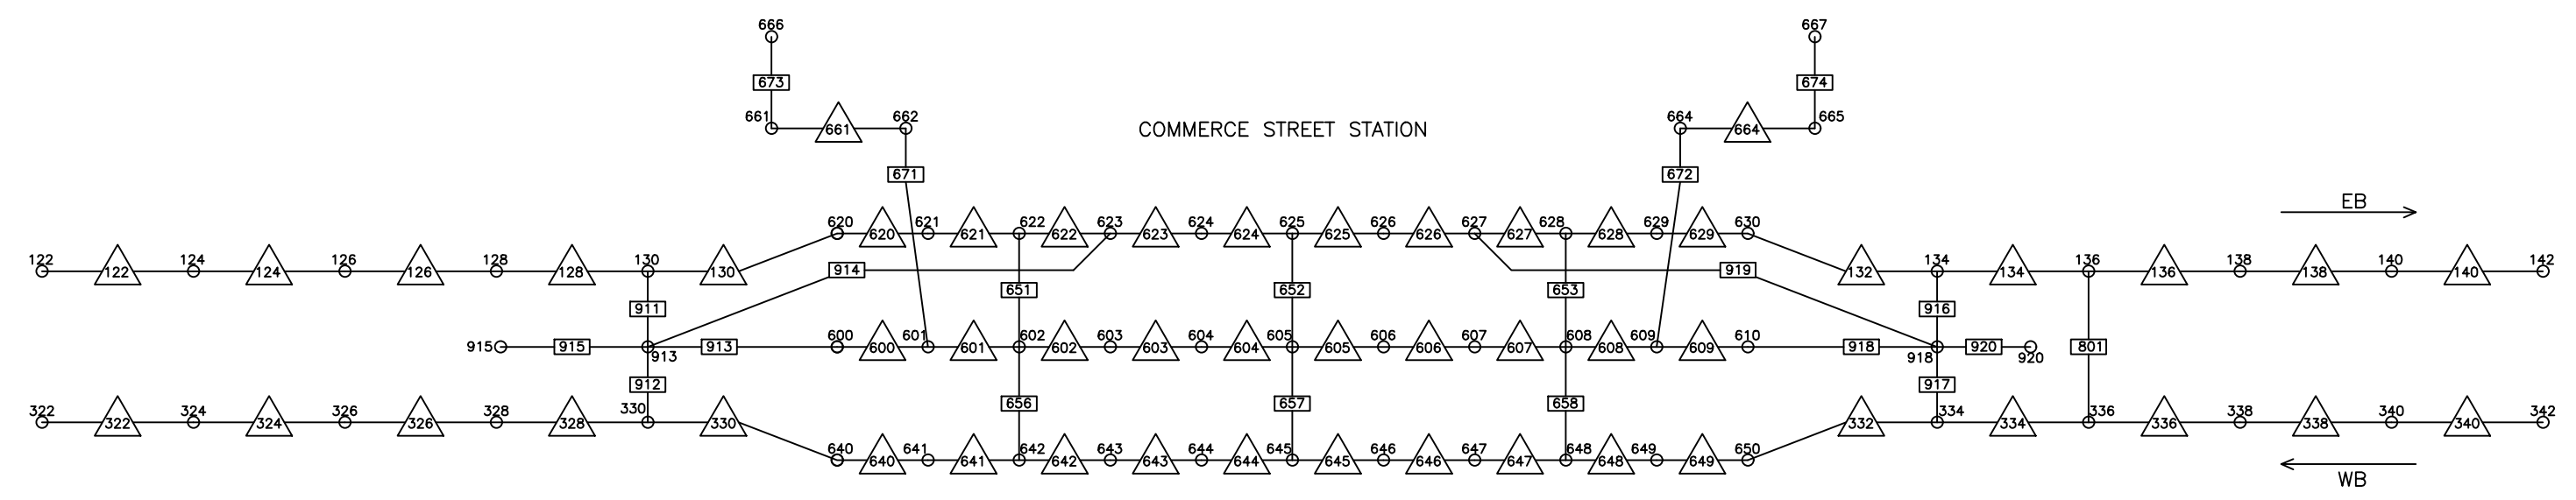 666 667
673 674
661 661 662 COMMERCE STREET STATION 664 664 665
671 672
EB
620 620 621 621 622 622 623 623 624 624 625 625 626 626 627 627 628 628 629 629 630
122 122 124 124 126 126 128 128 130 130 914 919 132 134 134 136 136 138 138 140 140 142
911 651 652 653 916
915 915 913 913 600 600 601 601 602 602 603 603 604 604 605 605 606 606 607 607 608 608 609 609 610 918 918 920 920 801
912 656 657 658 917
322 322 324 324 326 326 328 328 330 330 332 334 334 336 336 338 338 340 340 342
640 640 641 641 642 642 643 643 644 644 645 645 646 646 647 647 648 648 649 649 650
WB